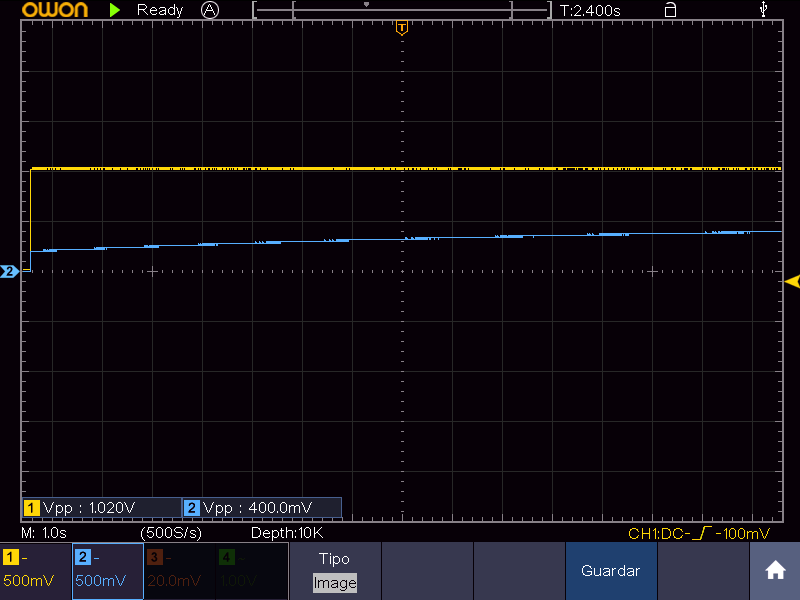 OWON Ready A T:2.400s
T
2
1 Vpp : 1.020V 2 Vpp : 400.0mV
M: 1.0s (500S/s) Depth:10K CH1:DC- -100mV
1 - 2 - 3 - 4 -
500mV 500mV 20.0mV 1.00V
Tipo
Image
Guardar